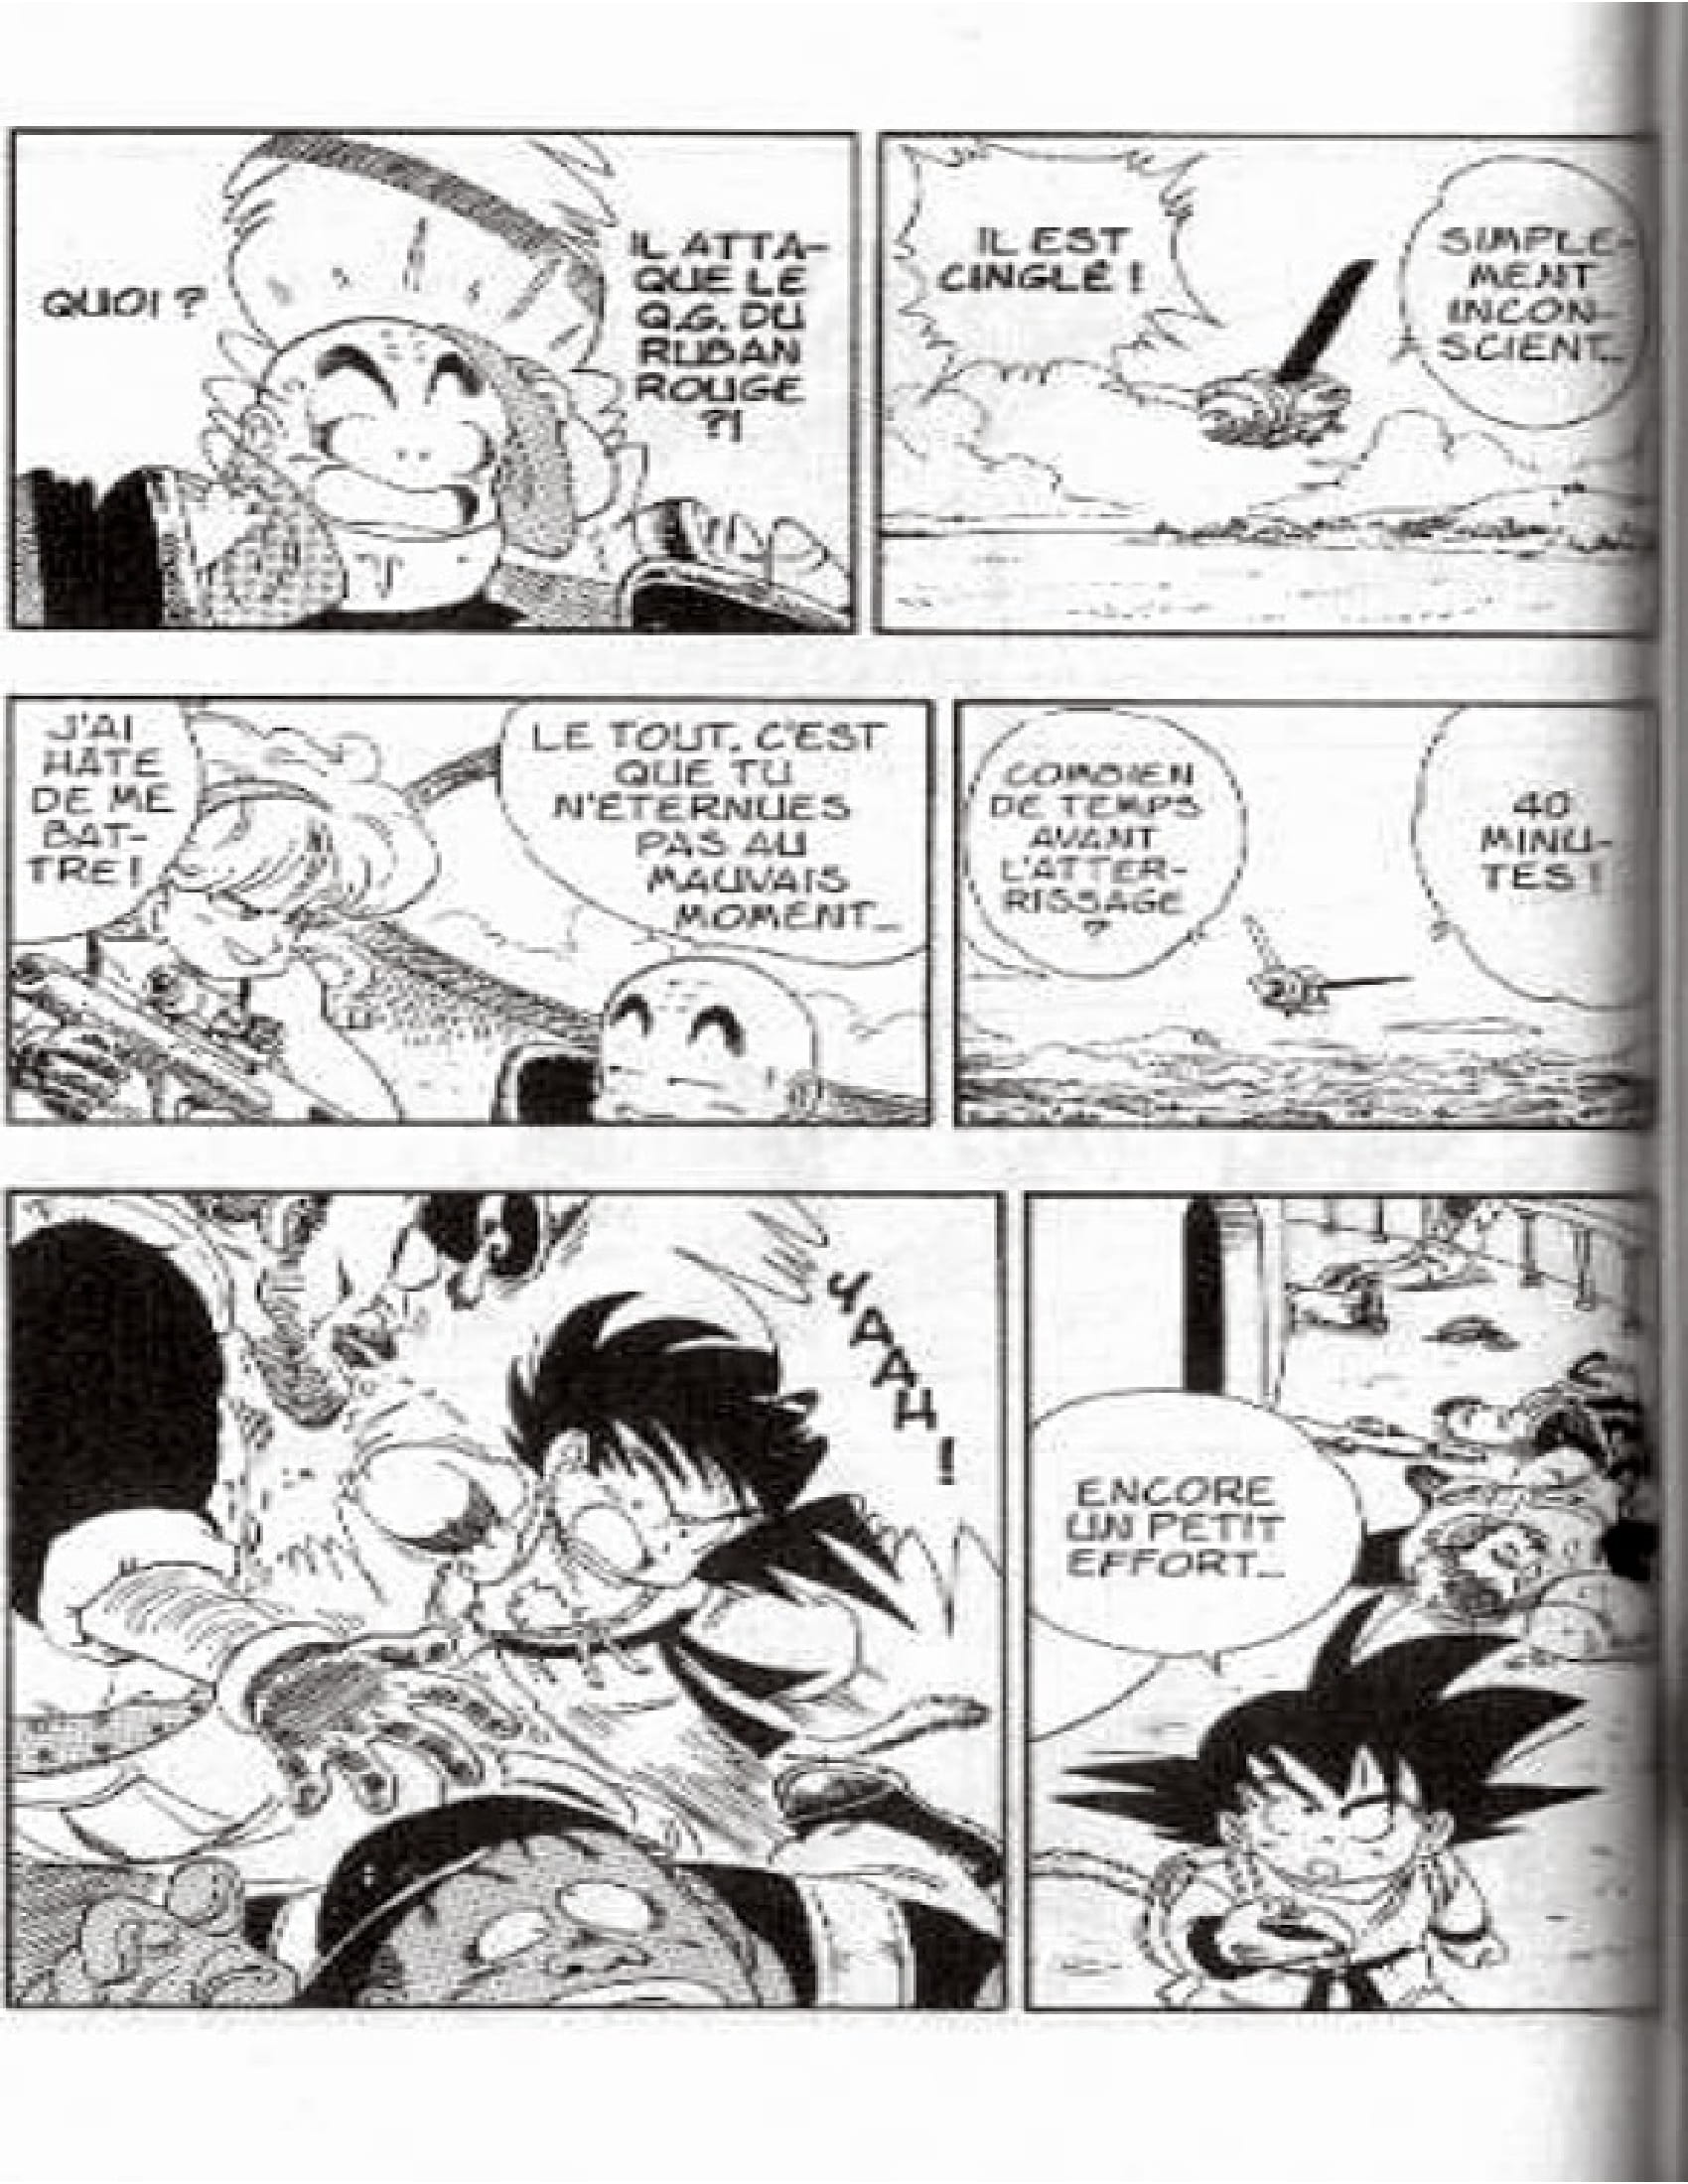 QUOI ?
IL ATTA-
QUE LE
Q.G. DU
RUBAN
ROUGE
?!
IL EST
CINGLÉ !
SIMPLE-
MENT
INCON-
SCIENT...
J'AI
HATE
DE ME
BAT-
TRE !
LE TOUT, C'EST
QUE TU
N'ÉTERNUES
PAS AU
MAUVAIS
MOMENT...
COMBIEN
DE TEMPS
AVANT
L'ATTER-
RISSAGE
?
40
MINU-
TES !
YAAH !
ENCORE
UN PETIT
EFFORT...